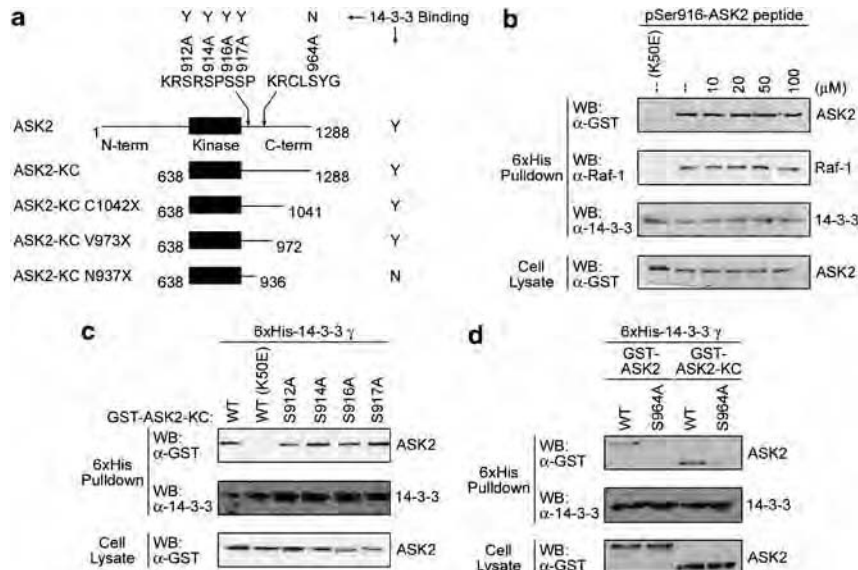 a
Y Y Y Y N ← 14-3-3 Binding
912A 914A 916A 917A 964A
KRSRSPSSP KRCLSYG
ASK2 1 N-term Kinase C-term 1288 Y
ASK2-KC 638 1288 Y
ASK2-KC C1042X 638 1041 Y
ASK2-KC V973X 638 972 Y
ASK2-KC N937X 638 936 N
b
pSer916-ASK2 peptide
-- (K50E) -- 10 20 50 100 (μM)
6xHis Pulldown
WB: α-GST ASK2
WB: α-Raf-1 Raf-1
WB: α-14-3-3 14-3-3
Cell Lysate WB: α-GST ASK2
c
6xHis-14-3-3 γ
GST-ASK2-KC: WT WT (K50E) S912A S914A S916A S917A
6xHis Pulldown
WB: α-GST ASK2
WB: α-14-3-3 14-3-3
Cell Lysate WB: α-GST ASK2
d
6xHis-14-3-3 γ
GST-ASK2 GST-ASK2-KC
WT S964A WT S964A
6xHis Pulldown
WB: α-GST ASK2
WB: α-14-3-3 14-3-3
Cell Lysate WB: α-GST ASK2